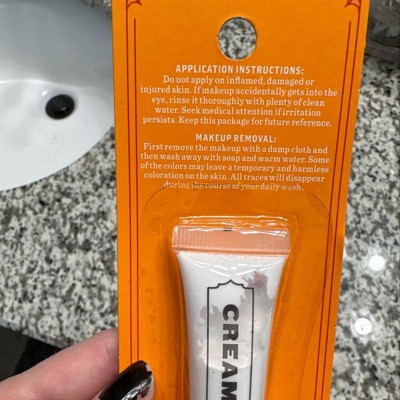 APPLICATION INSTRUCTIONS:
Do not apply on inflamed, damaged or
injured skin. If makeup accidentally gets into the
eye, rinse it thoroughly with plenty of clean
water. Seek medical attention if irritation
persists. Keep this package for future reference.
MAKEUP REMOVAL:
First remove the makeup with a damp cloth and
then wash away with soap and warm water. Some
of the colors may leave a temporary and harmless
coloration on the skin. All traces will disappear
during the course of your daily wash.
CREAM